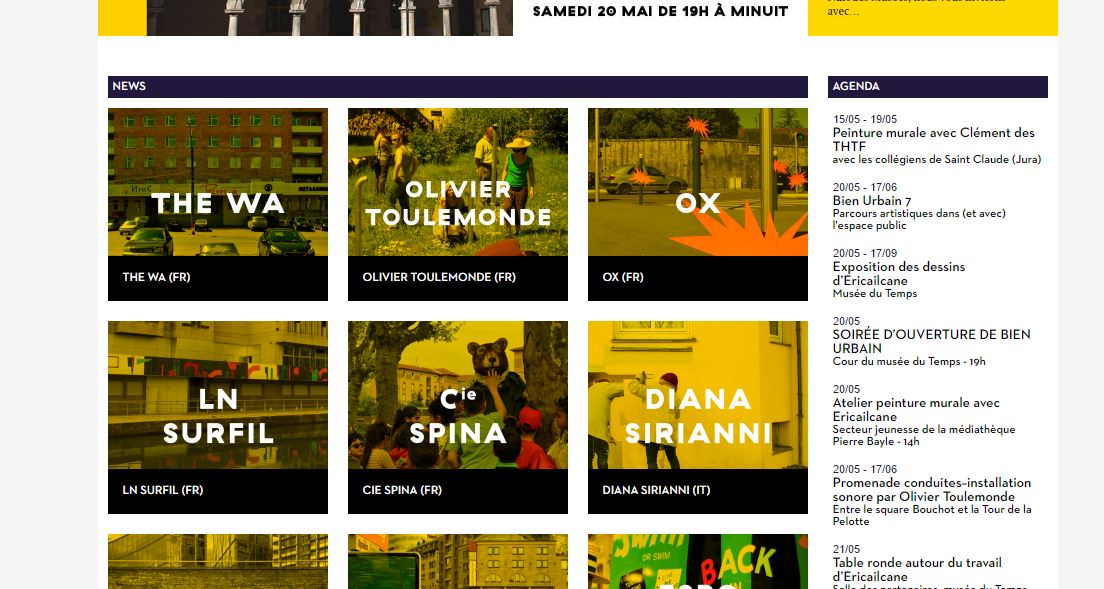 SAMEDI 20 MAI DE 19H À MINUIT
avec...
NEWS
THE WA
THE WA (FR)
OLIVIER
TOULEMONDE
OLIVIER TOULEMONDE (FR)
OX
OX (FR)
LN
SURFIL
LN SURFIL (FR)
Cie
SPINA
CIE SPINA (FR)
DIANA
SIRIANNI
DIANA SIRIANNI (IT)
OR SWIM
BACK
AGENDA
15/05 - 19/05
Peinture murale avec Clément des
THTF
avec les collégiens de Saint Claude (Jura)
20/05 - 17/06
Bien Urbain 7
Parcours artistiques dans (et avec)
l'espace public
20/05 - 17/09
Exposition des dessins
d'Ericailcane
Musée du Temps
20/05
SOIRÉE D'OUVERTURE DE BIEN
URBAIN
Cour du musée du Temps - 19h
20/05
Atelier peinture murale avec
Ericailcane
Secteur jeunesse de la médiathèque
Pierre Bayle - 14h
20/05 - 17/06
Promenade conduites–installation
sonore par Olivier Toulemonde
Entre le square Bouchot et la Tour de la
Pelotte
21/05
Table ronde autour du travail
d'Ericailcane